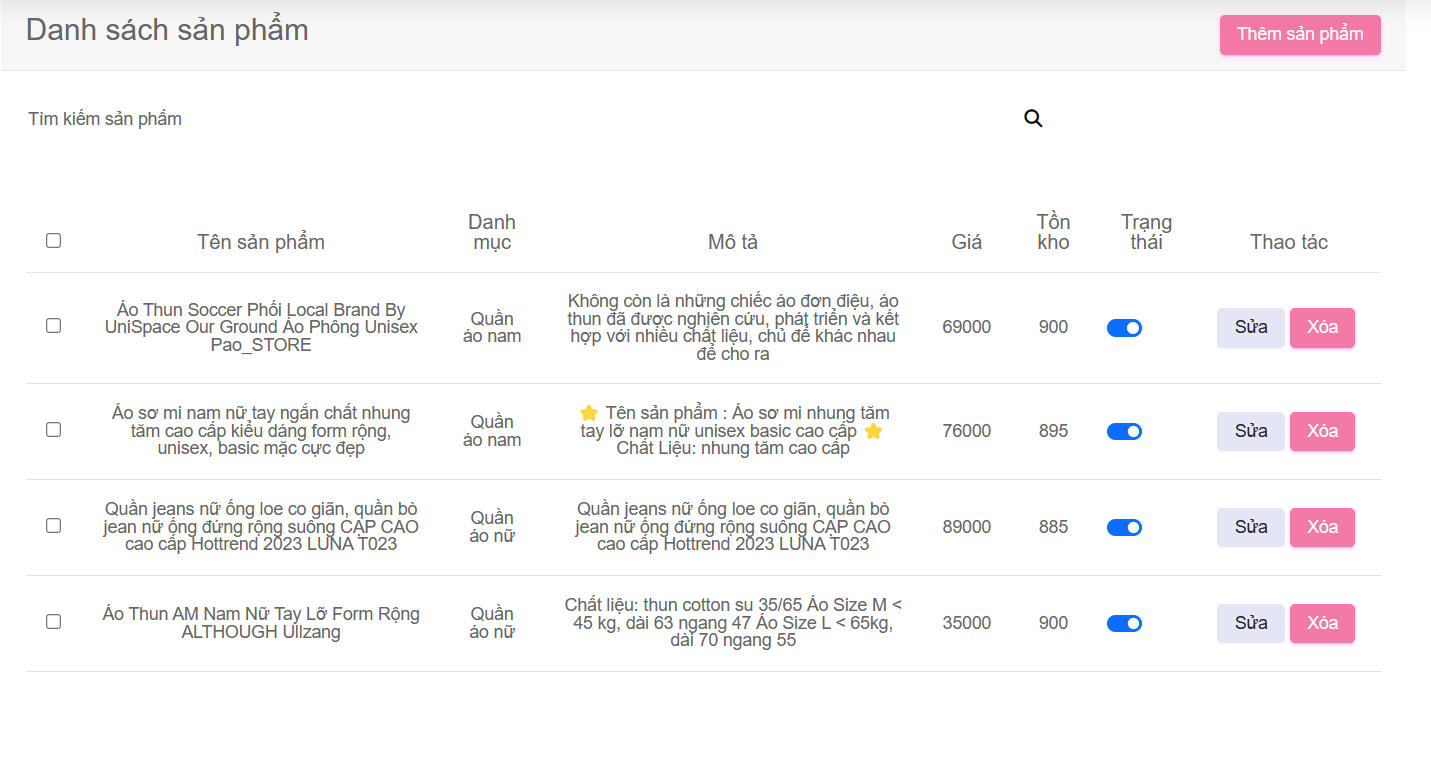 Danh sách sản phẩm
Thêm sản phẩm
Tìm kiếm sản phẩm
Tên sản phẩm
Danh
mục
Mô tả
Giá
Tồn
kho
Trạng
thái
Thao tác
Áo Thun Soccer Phối Local Brand By
UniSpace Our Ground Áo Phông Unisex
Pao_STORE
Quần
áo nam
Không còn là những chiếc áo đơn điệu, áo
thun đã được nghiên cứu, phát triển và kết
hợp với nhiều chất liệu, chủ để khác nhau
để cho ra
69000
900
Sửa
Xóa
Áo sơ mi nam nữ tay ngắn chất nhung
tăm cao cấp kiểu dáng form rộng,
unisex, basic mặc cực đẹp
Quần
áo nam
⭐ Tên sản phẩm : Áo sơ mi nhung tăm
tay lỡ nam nữ unisex basic cao cấp ⭐
Chất Liệu: nhung tăm cao cấp
76000
895
Sửa
Xóa
Quần jeans nữ ống loe co giãn, quần bò
jean nữ ống đứng rộng suông CẠP CAO
cao cấp Hottrend 2023 LUNA T023
Quần
áo nữ
Quần jeans nữ ống loe co giãn, quần bò
jean nữ ống đứng rộng suông CẠP CAO
cao cấp Hottrend 2023 LUNA T023
89000
885
Sửa
Xóa
Áo Thun AM Nam Nữ Tay Lỡ Form Rộng
ALTHOUGH Ullzang
Quần
áo nữ
Chất liệu: thun cotton su 35/65 Áo Size M <
45 kg, dài 63 ngang 47 Áo Size L < 65kg,
dài 70 ngang 55
35000
900
Sửa
Xóa